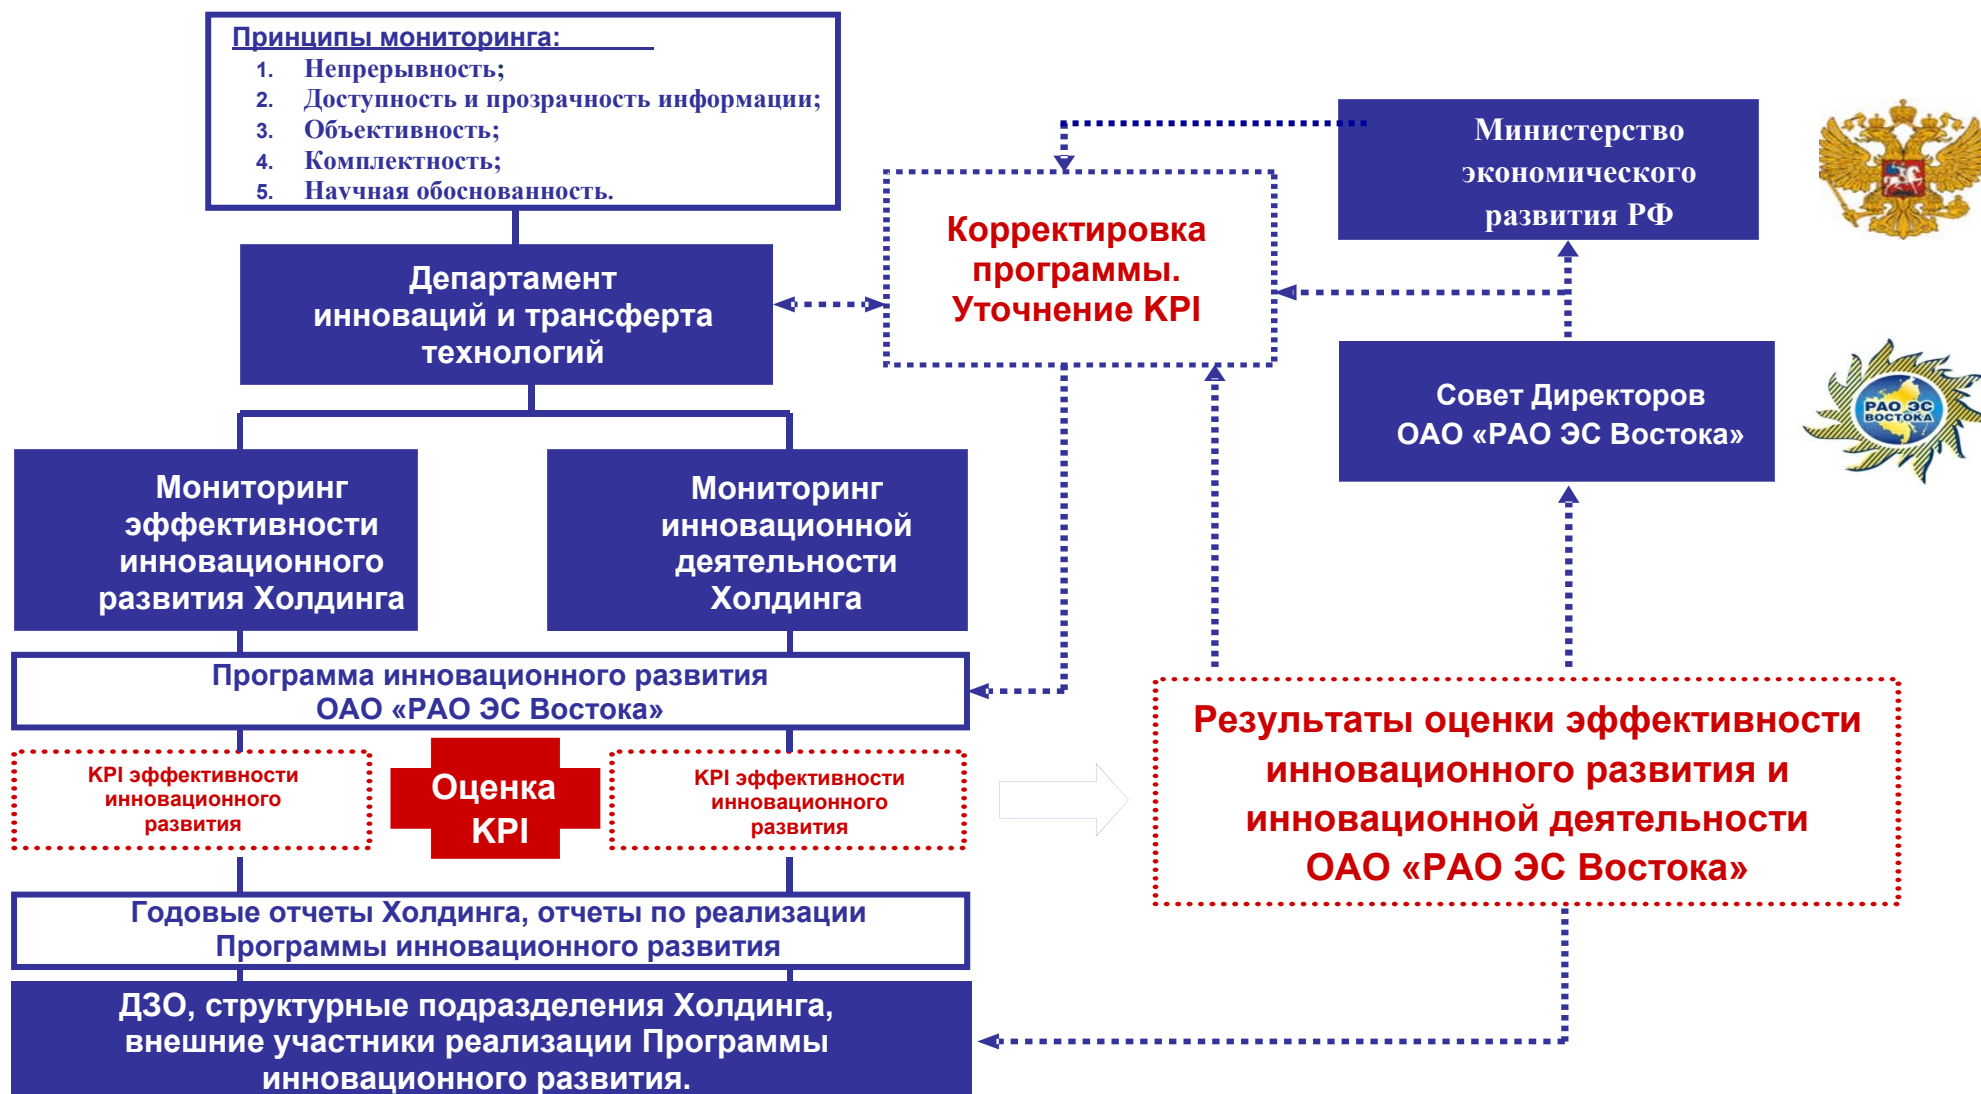 Принципы мониторинга:
1. Непрерывность;
2. Доступность и прозрачность информации;
3. Объективность;
4. Комплектность;
5. Научная обоснованность.
Департамент
инноваций и трансферта
технологий
Корректировка
программы.
Уточнение KPI
Министерство
экономического
развития РФ
Совет Директоров
ОАО «РАО ЭС Востока»
РАО ЭС
ВОСТОКА
Мониторинг
эффективности
инновационного
развития Холдинга
Мониторинг
инновационной
деятельности
Холдинга
Программа инновационного развития
ОАО «РАО ЭС Востока»
KPI эффективности
инновационного
развития
Оценка
KPI
KPI эффективности
инновационного
развития
Результаты оценки эффективности
инновационного развития и
инновационной деятельности
ОАО «РАО ЭС Востока»
Годовые отчеты Холдинга, отчеты по реализации
Программы инновационного развития
ДЗО, структурные подразделения Холдинга,
внешние участники реализации Программы
инновационного развития.